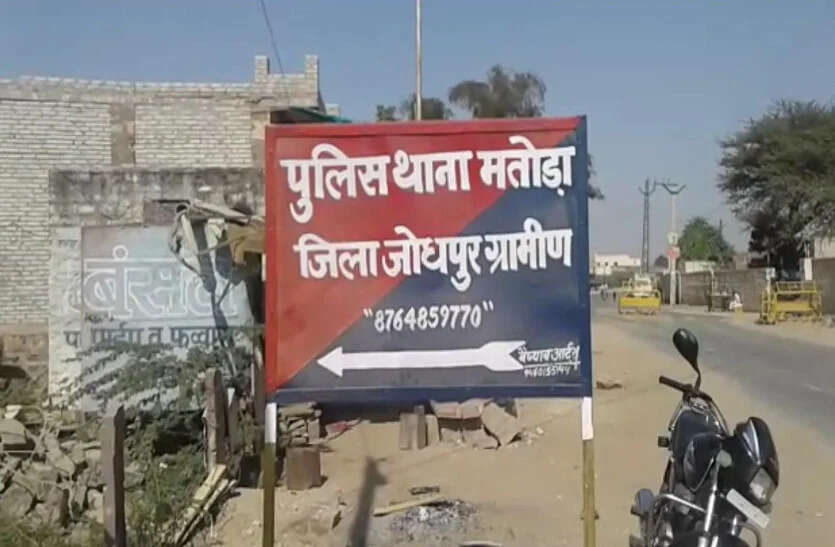 पुलिस थाना मतोड़ा
जिला जोधपुर ग्रामीण
"8764859770"